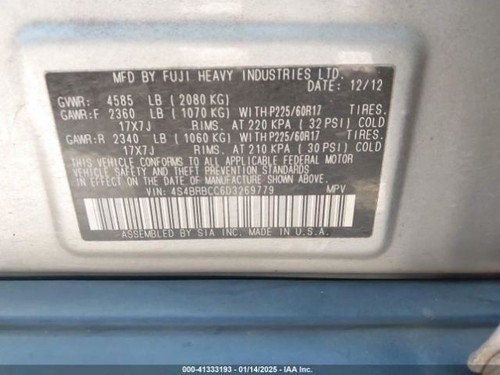 MFD BY FUJI HEAVY INDUSTRIES LTD.
DATE: 12/12
GVWR: 4585 LB (2080 KG)
GAWR:F 2360 LB (1070 KG) WITH P225/60R17 TIRES.
17X7J RIMS. AT 220 KPA (32 PSI) COLD
GAWR:R 2340 LB (1060 KG) WITH P225/60R17 TIRES.
17X7J RIMS. AT 210 KPA (30 PSI) COLD
THIS VEHICLE CONFORMS TO ALL APPLICABLE FEDERAL MOTOR
VEHICLE SAFETY AND THEFT PREVENTION STANDARDS
IN EFFECT ON THE DATE OF MANUFACTURE SHOWN ABOVE.
VIN: 4S4BRBCC6D3269779 MPV
ASSEMBLED BY SIA INC. MADE IN U.S.A.
ID: 41333193 - 01/14/2025 - IAA Inc.